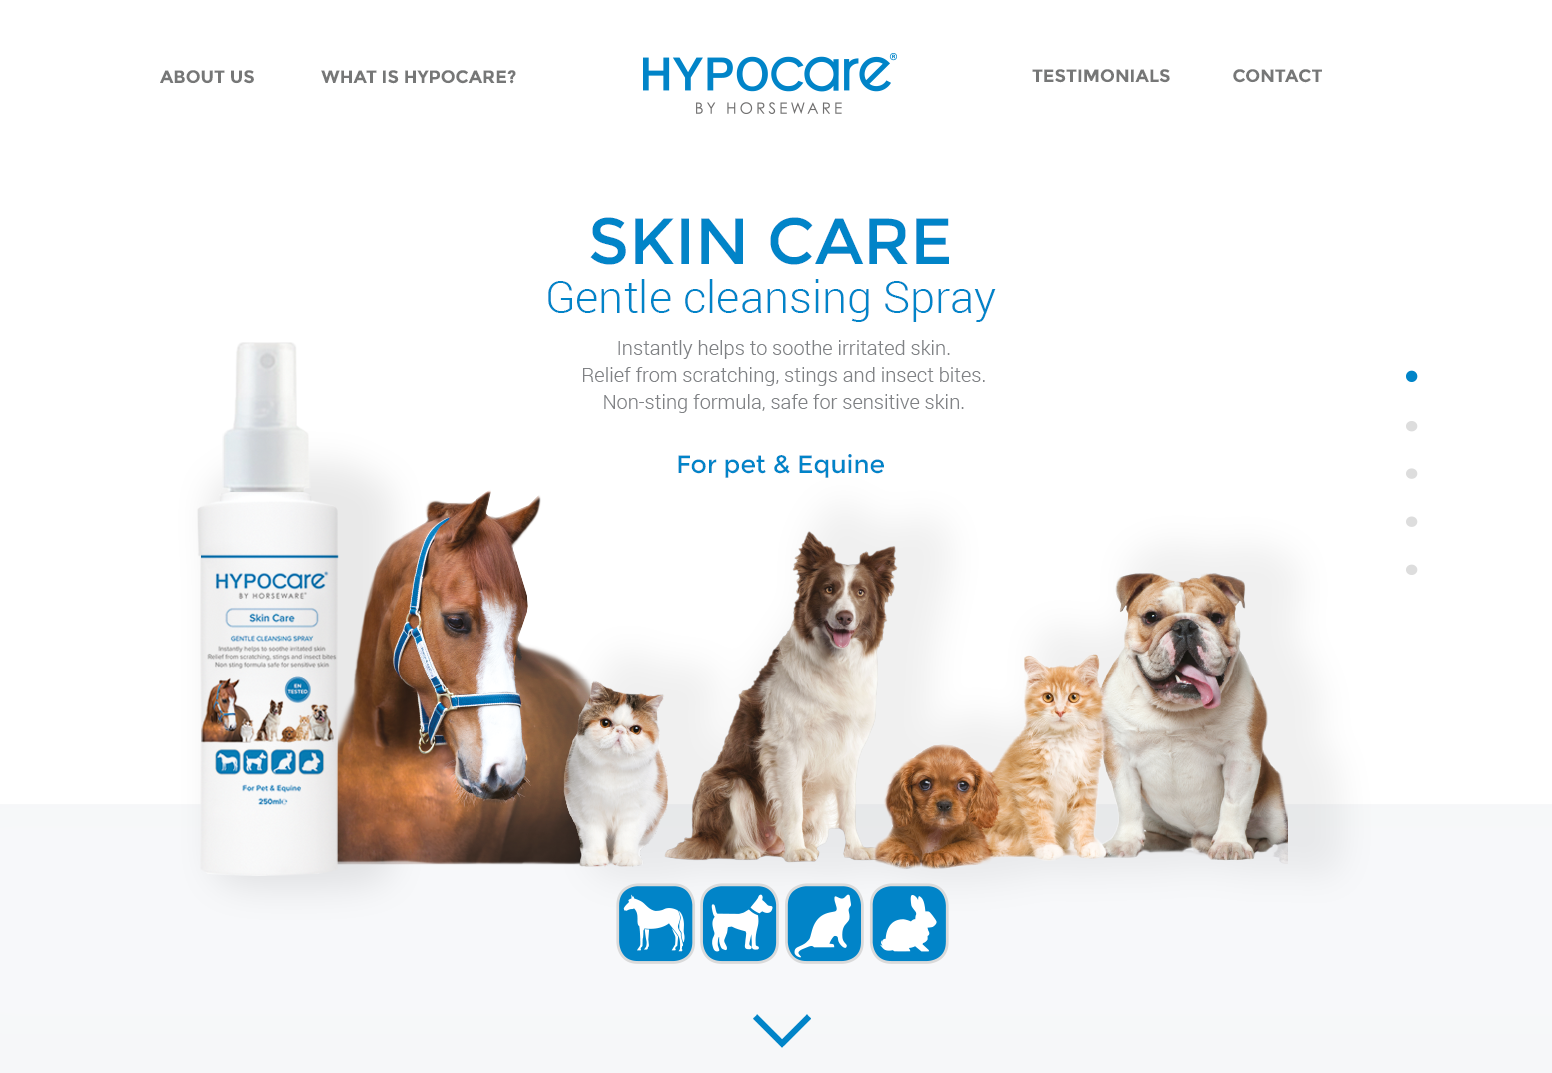 ABOUT US
WHAT IS HYPOCARE?
HYPOCare®
BY HORSEWARE
TESTIMONIALS
CONTACT
SKIN CARE
Gentle cleansing Spray
Instantly helps to soothe irritated skin.
Relief from scratching, stings and insect bites.
Non-sting formula, safe for sensitive skin.
For pet & Equine
HYPOCare®
BY HORSEWARE®
Skin Care
GENTLE CLEANSING SPRAY
Instantly helps to soothe irritated skin
Relief from scratching, stings and insect bites
Non sting formula safe for sensitive skin
EN
TESTED
For Pet & Equine
250ml℮